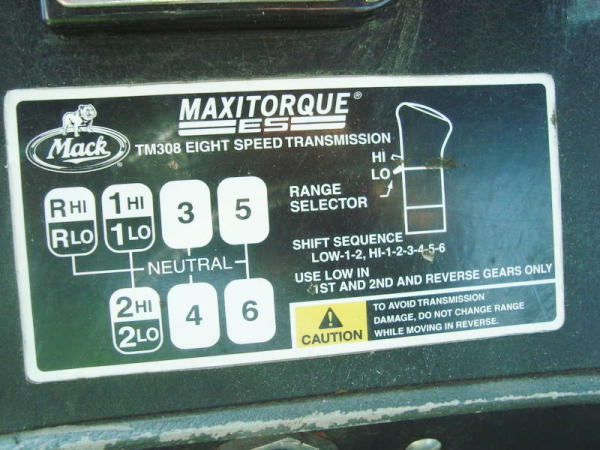 MAXITORQUE®
ES
Mack
TM308 EIGHT SPEED TRANSMISSION
HI
LO
RANGE
SELECTOR
R HI
R LO
1 HI
1 LO
3
5
NEUTRAL
2 HI
2 LO
4
6
SHIFT SEQUENCE
LOW-1-2, HI-1-2-3-4-5-6
USE LOW IN
1ST AND 2ND AND REVERSE GEARS ONLY
CAUTION
TO AVOID TRANSMISSION
DAMAGE, DO NOT CHANGE RANGE
WHILE MOVING IN REVERSE.